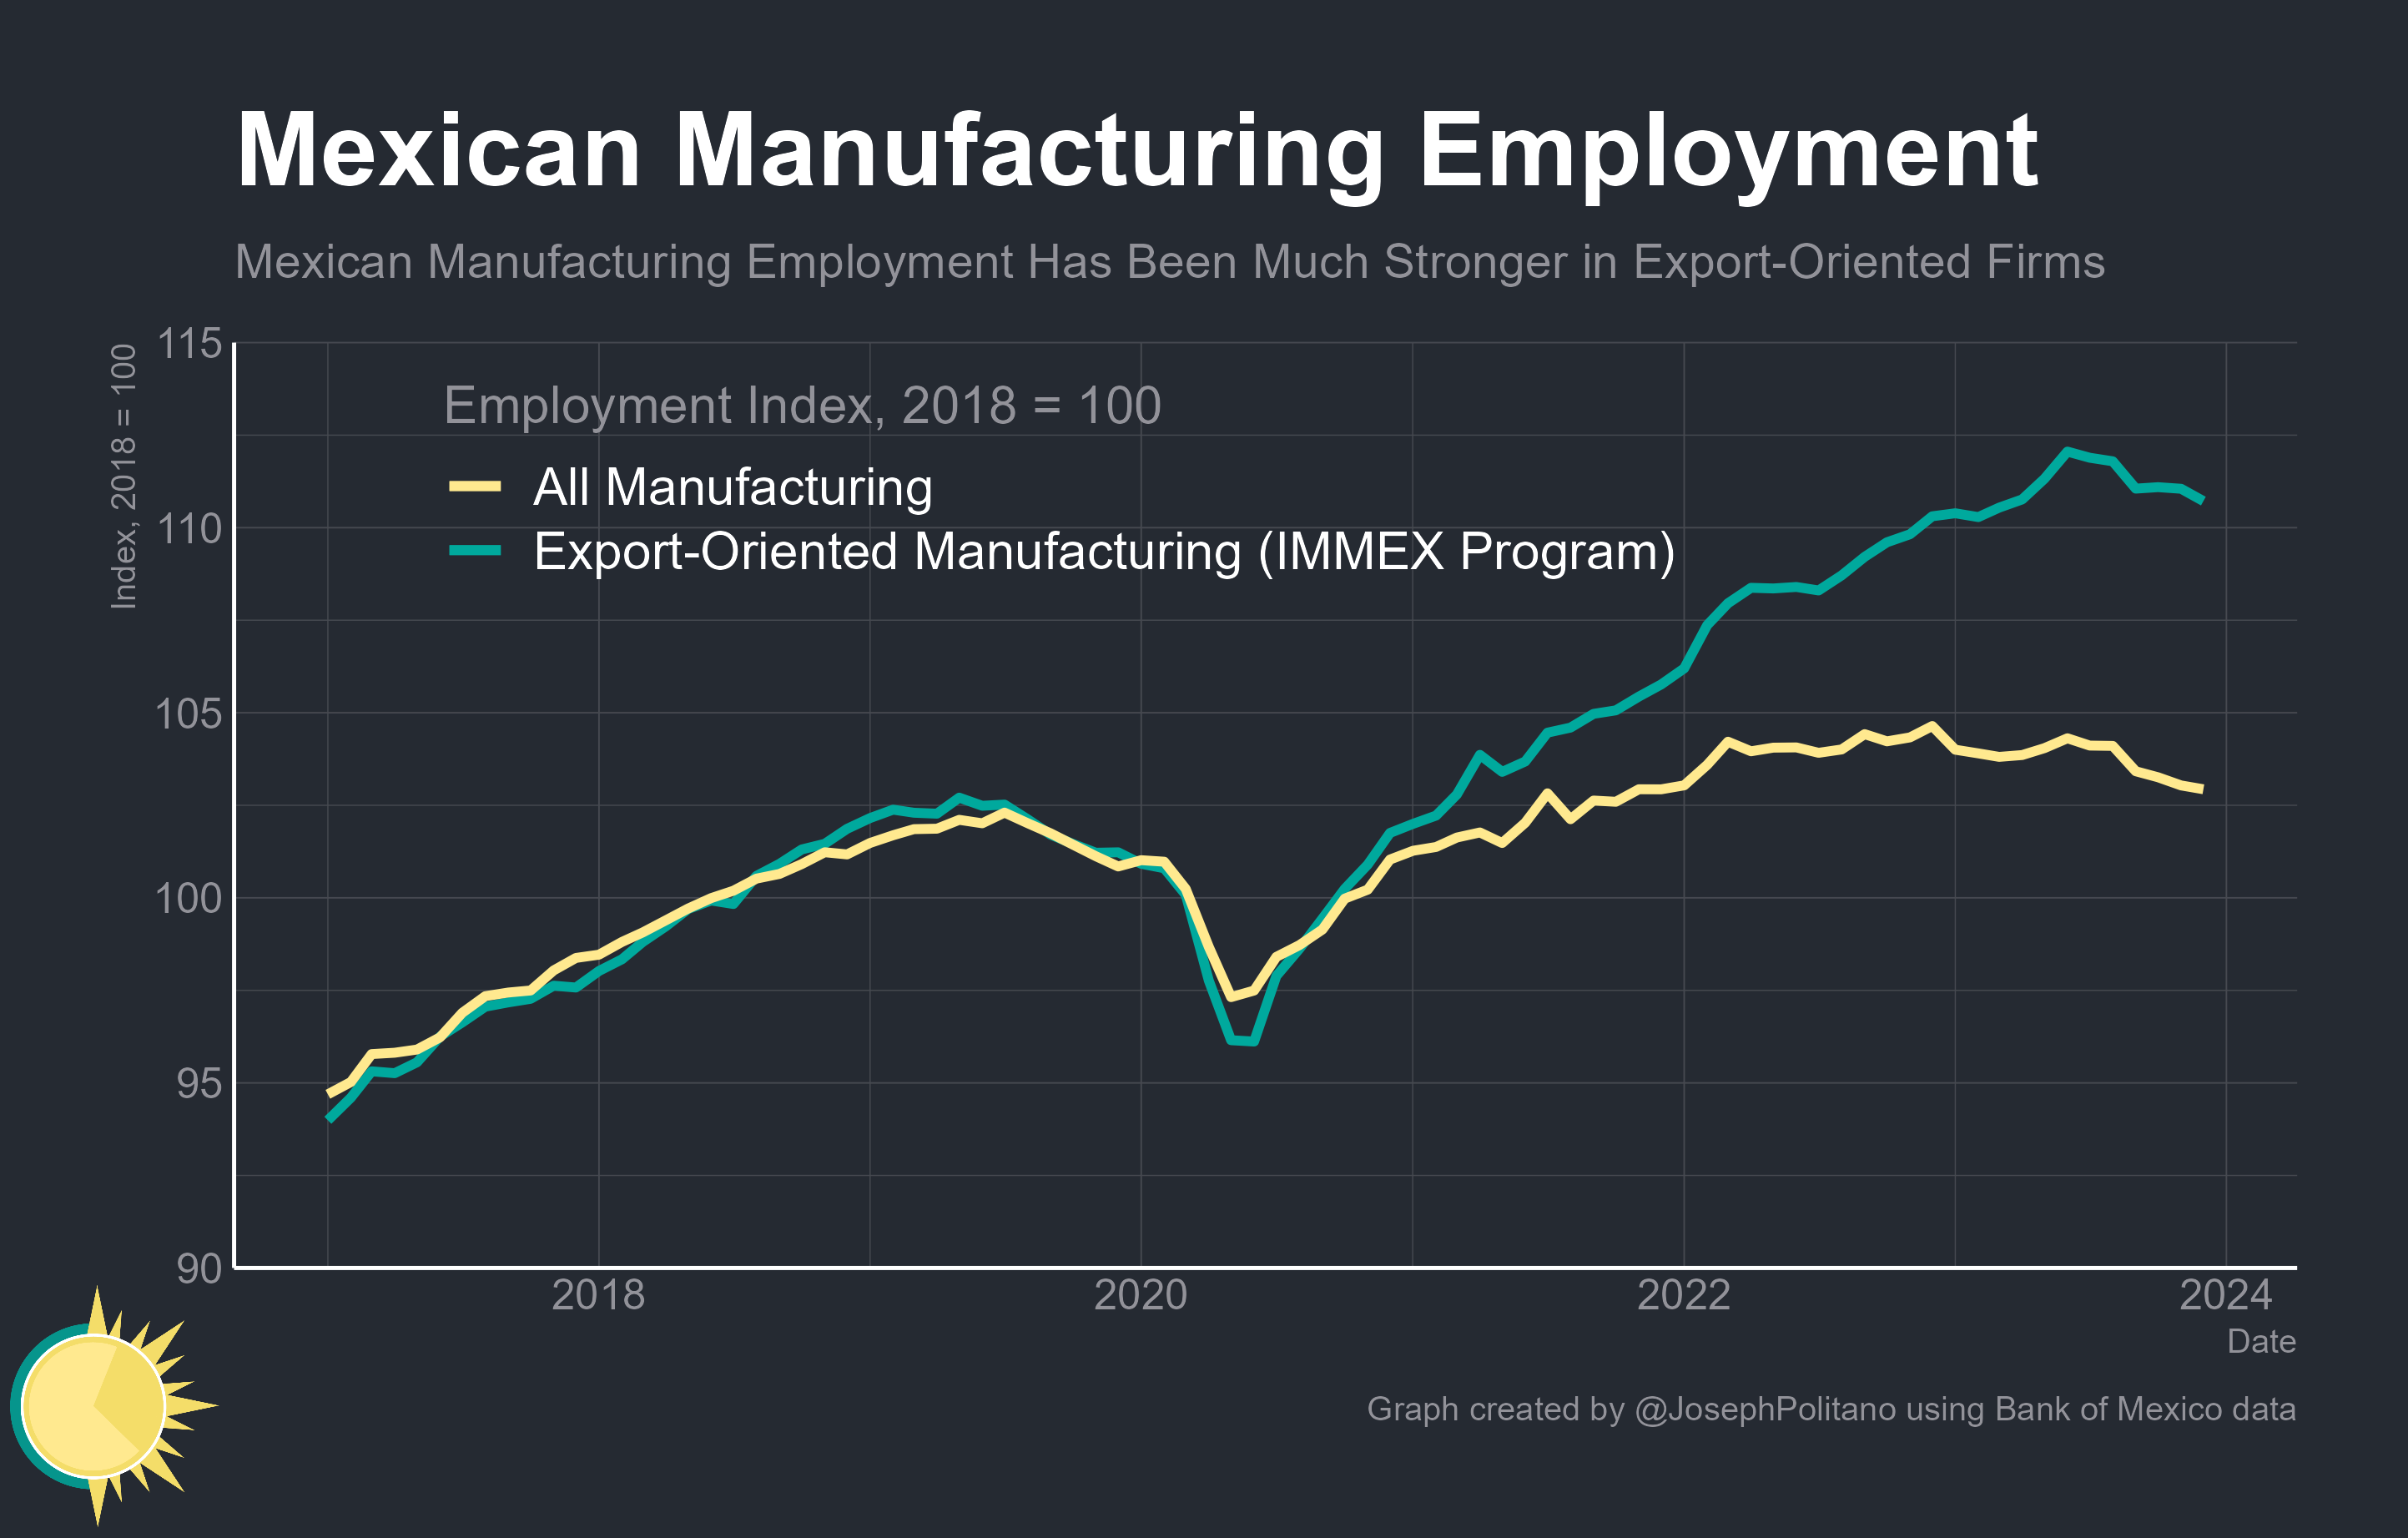 Mexican Manufacturing Employment
Mexican Manufacturing Employment Has Been Much Stronger in Export-Oriented Firms
Index, 2018 = 100
115
110
105
100
95
90
Employment Index, 2018 = 100
All Manufacturing
Export-Oriented Manufacturing (IMMEX Program)
2018 2020 2022 2024
Date
Graph created by @JosephPolitano using Bank of Mexico data